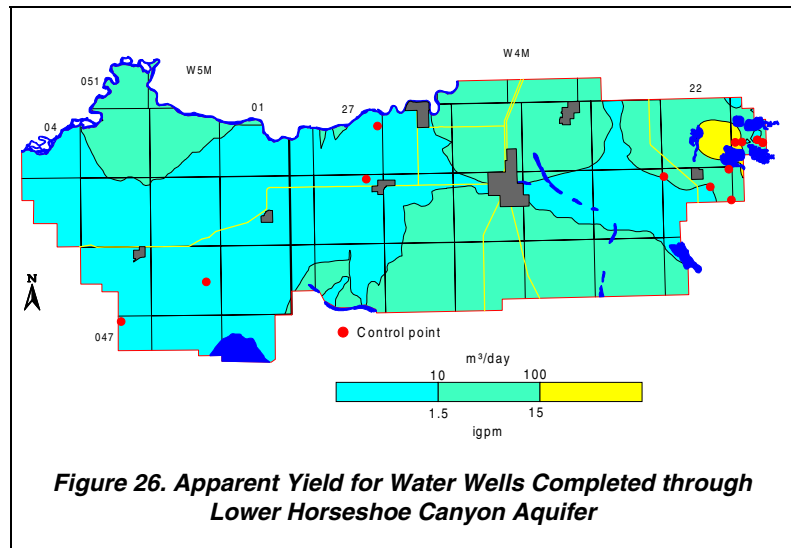 W4M
W5M
051
22
01
27
04
N
047
Control point
m³/day
10 100
1.5 15
igpm
Figure 26. Apparent Yield for Water Wells Completed through
Lower Horseshoe Canyon Aquifer